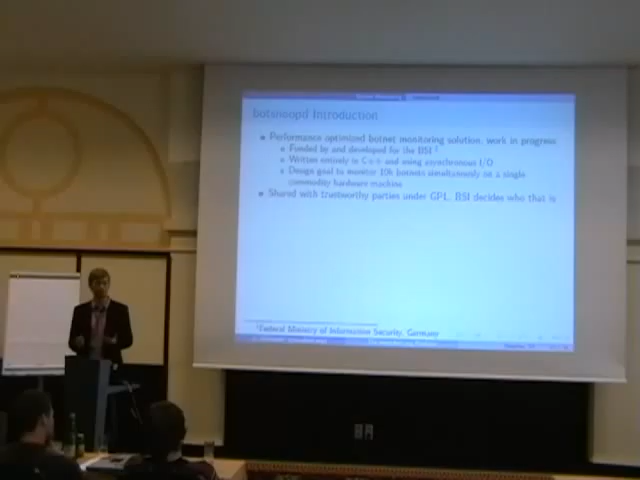 botsnoopd Introduction
Performance optimized botnet monitoring solution, work in progress
Funded by and developed for the BSI 1
Written entirely in C++ and using asynchronous I/O
Design goal to monitor 10k botnets simultaneously on a single
commodity hardware machine
Shared with trustworthy parties under GPL, BSI decides who that is
1 Federal Ministry of Information Security, Germany